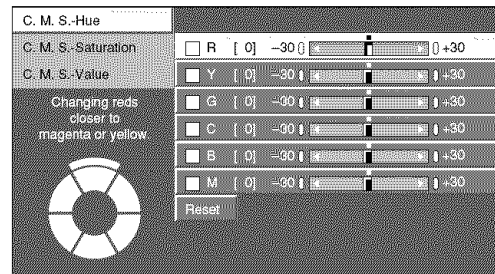 C. M. S.-Hue
C. M. S.-Saturation
C. M. S.-Value
Changing reds
closer to
magenta or yellow.
R [ 0] −30 +30
Y [ 0] −30 +30
G [ 0] −30 +30
C [ 0] −30 +30
B [ 0] −30 +30
M [ 0] −30 +30
Reset